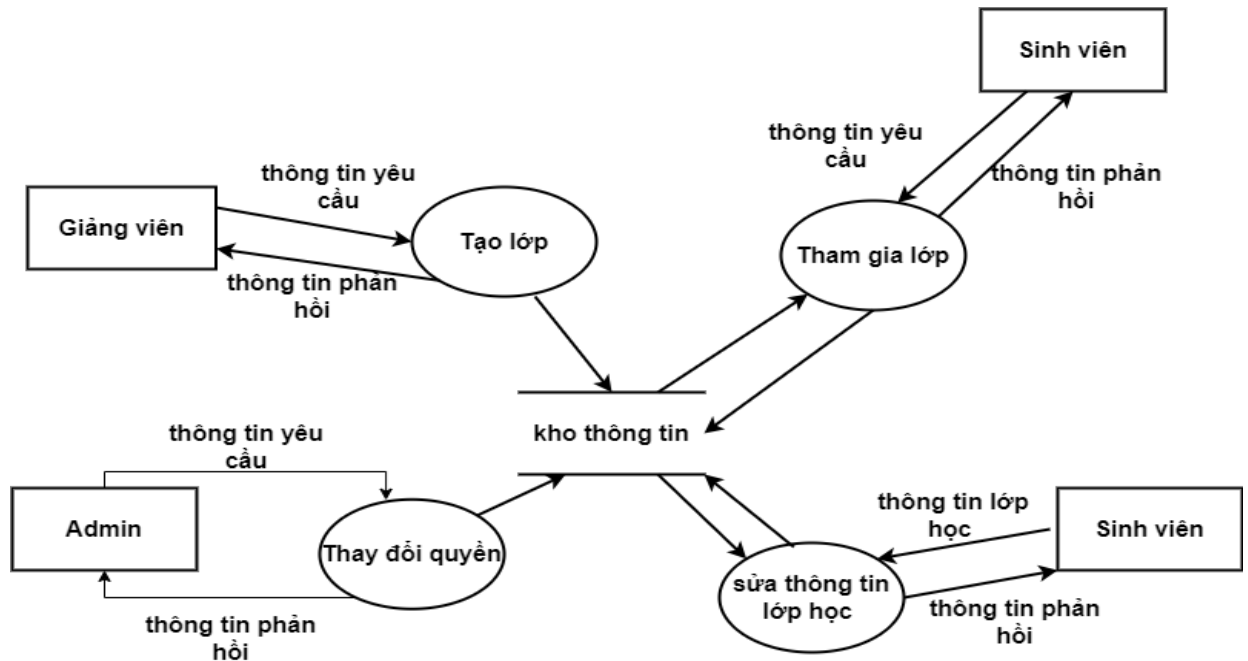 Sinh viên
thông tin yêu
cầu
thông tin phản
hồi
thông tin yêu
cầu
Giảng viên
Tạo lớp
thông tin phản
hồi
Tham gia lớp
kho thông tin
thông tin yêu
cầu
Admin
Thay đổi quyền
thông tin phản
hồi
thông tin lớp
học
Sinh viên
sửa thông tin
lớp học
thông tin phản
hồi